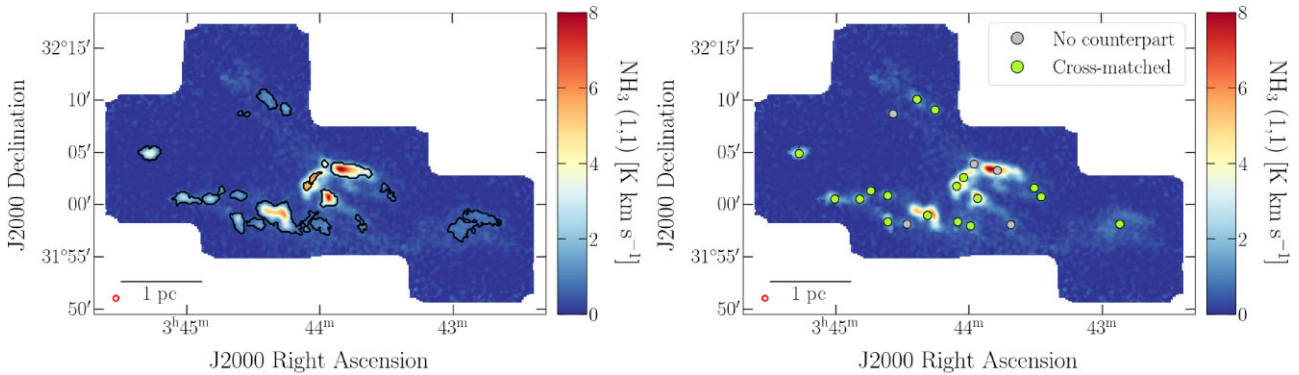 32°15′
10′
05′
00′
31°55′
50′
J2000 Declination
1 pc
3ʰ45ᵐ
44ᵐ
43ᵐ
J2000 Right Ascension
8
6
4
2
0
NH₃ (1,1) [K km s⁻¹]
No counterpart
Cross-matched
32°15′
10′
05′
00′
31°55′
50′
J2000 Declination
1 pc
3ʰ45ᵐ
44ᵐ
43ᵐ
J2000 Right Ascension
8
6
4
2
0
NH₃ (1,1) [K km s⁻¹]